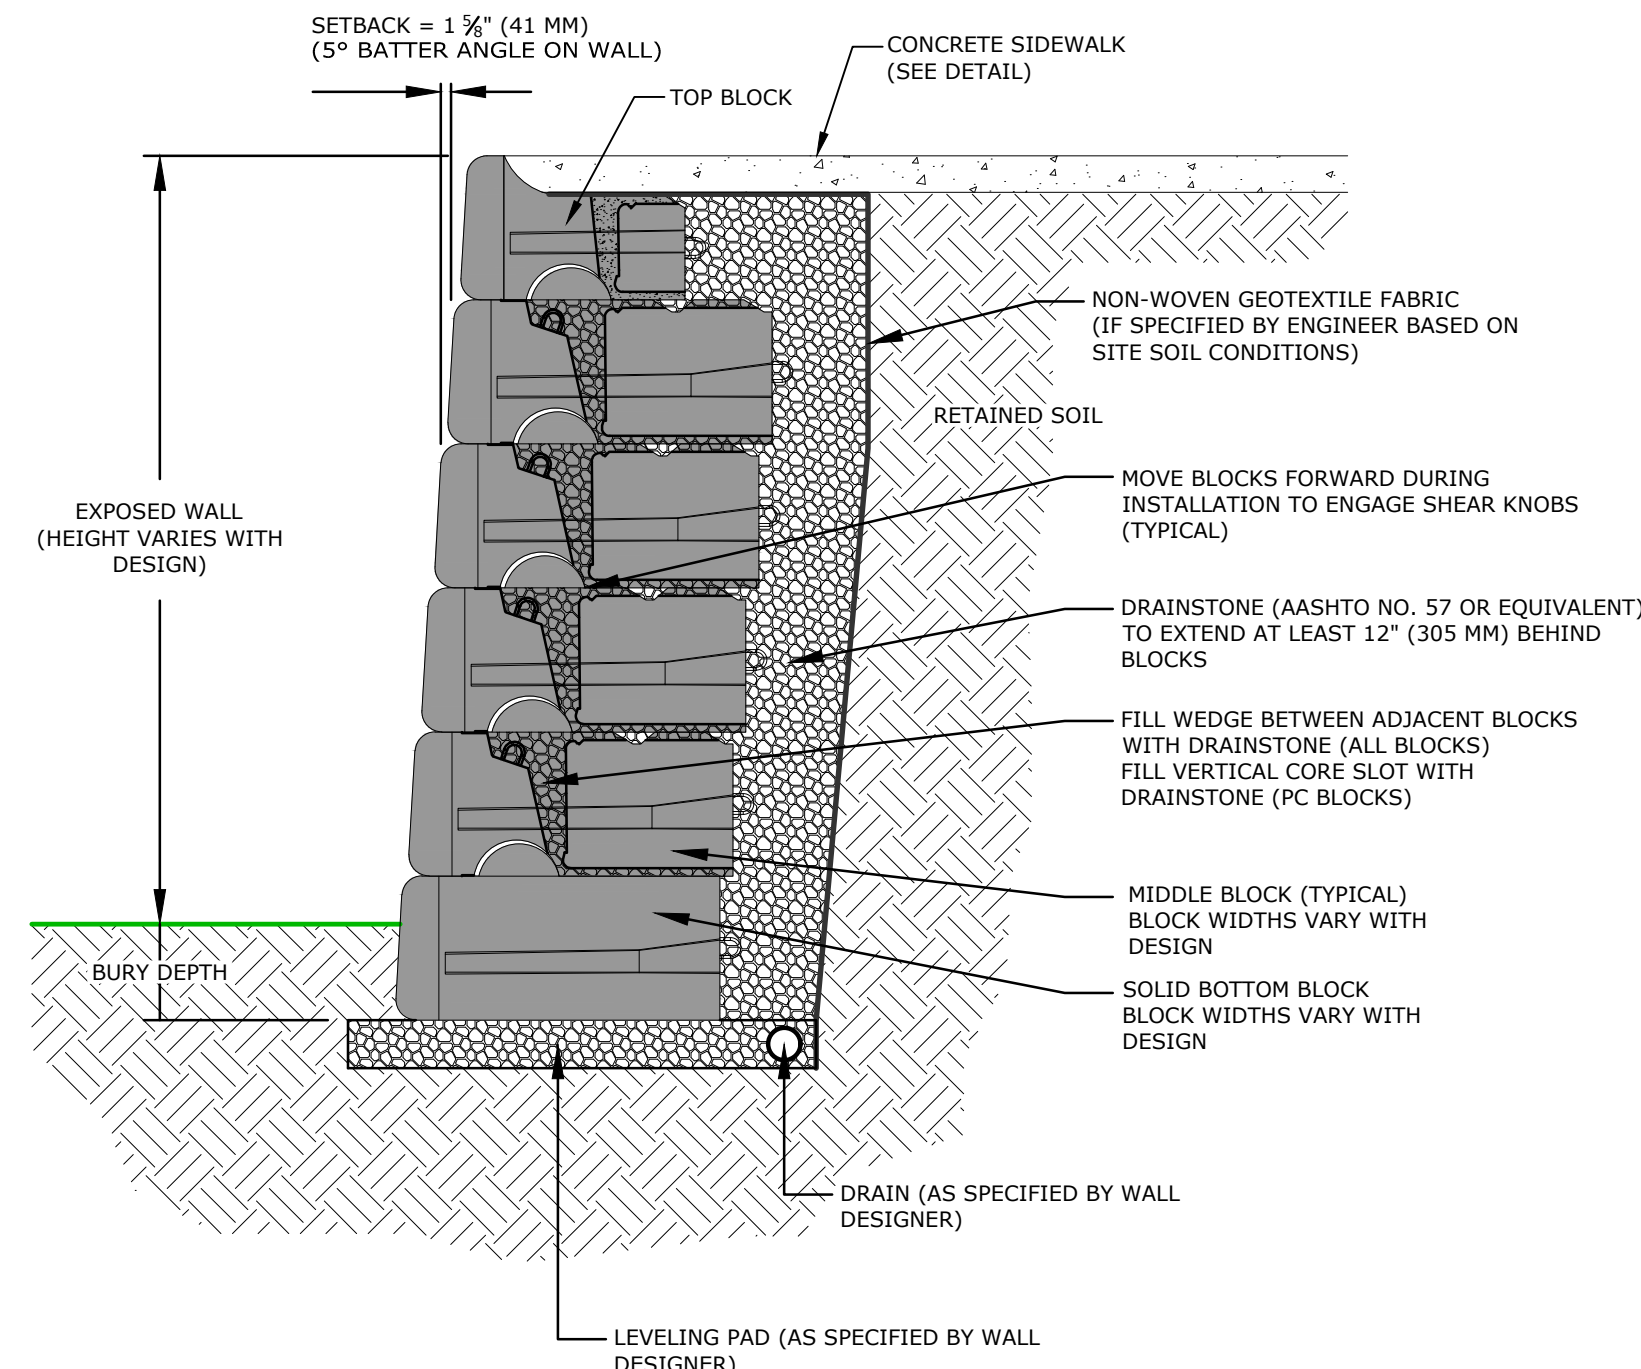 SETBACK = 1 ⅝" (41 MM)
(5° BATTER ANGLE ON WALL)
CONCRETE SIDEWALK
(SEE DETAIL)
TOP BLOCK
NON-WOVEN GEOTEXTILE FABRIC
(IF SPECIFIED BY ENGINEER BASED ON
SITE SOIL CONDITIONS)
RETAINED SOIL
MOVE BLOCKS FORWARD DURING
INSTALLATION TO ENGAGE SHEAR KNOBS
(TYPICAL)
EXPOSED WALL
(HEIGHT VARIES WITH
DESIGN)
DRAINSTONE (AASHTO NO. 57 OR EQUIVALENT)
TO EXTEND AT LEAST 12" (305 MM) BEHIND
BLOCKS
FILL WEDGE BETWEEN ADJACENT BLOCKS
WITH DRAINSTONE (ALL BLOCKS)
FILL VERTICAL CORE SLOT WITH
DRAINSTONE (PC BLOCKS)
MIDDLE BLOCK (TYPICAL)
BLOCK WIDTHS VARY WITH
DESIGN
BURY DEPTH
SOLID BOTTOM BLOCK
BLOCK WIDTHS VARY WITH
DESIGN
DRAIN (AS SPECIFIED BY WALL
DESIGNER)
LEVELING PAD (AS SPECIFIED BY WALL
DESIGNER)